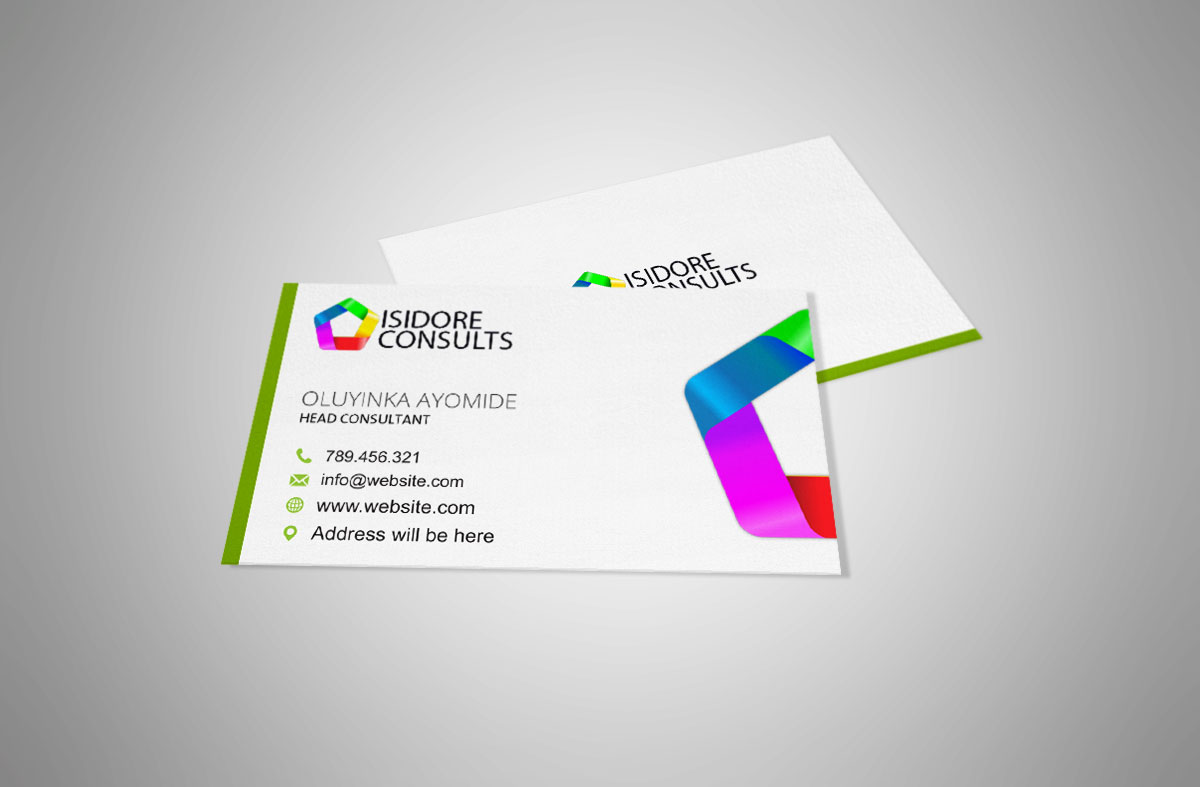 ISIDORE
CONSULTS
ISIDORE
CONSULTS
OLUYINKA AYOMIDE
HEAD CONSULTANT
789.456.321
info@website.com
www.website.com
Address will be here